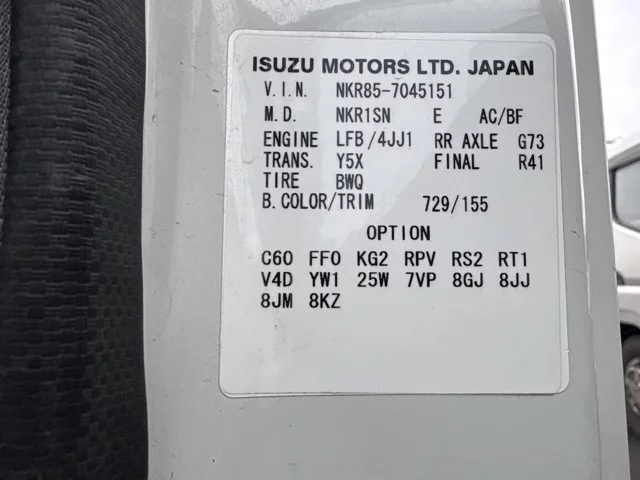 ISUZU MOTORS LTD. JAPAN
V.I.N. NKR85-7045151
M.D. NKR1SN E AC/BF
ENGINE LFB/4JJ1 RR AXLE G73
TRANS. Y5X FINAL R41
TIRE BWQ
B.COLOR/TRIM 729/155
OPTION
C60 FF0 KG2 RPV RS2 RT1
V4D YW1 25W 7VP 8GJ 8JJ
8JM 8KZ